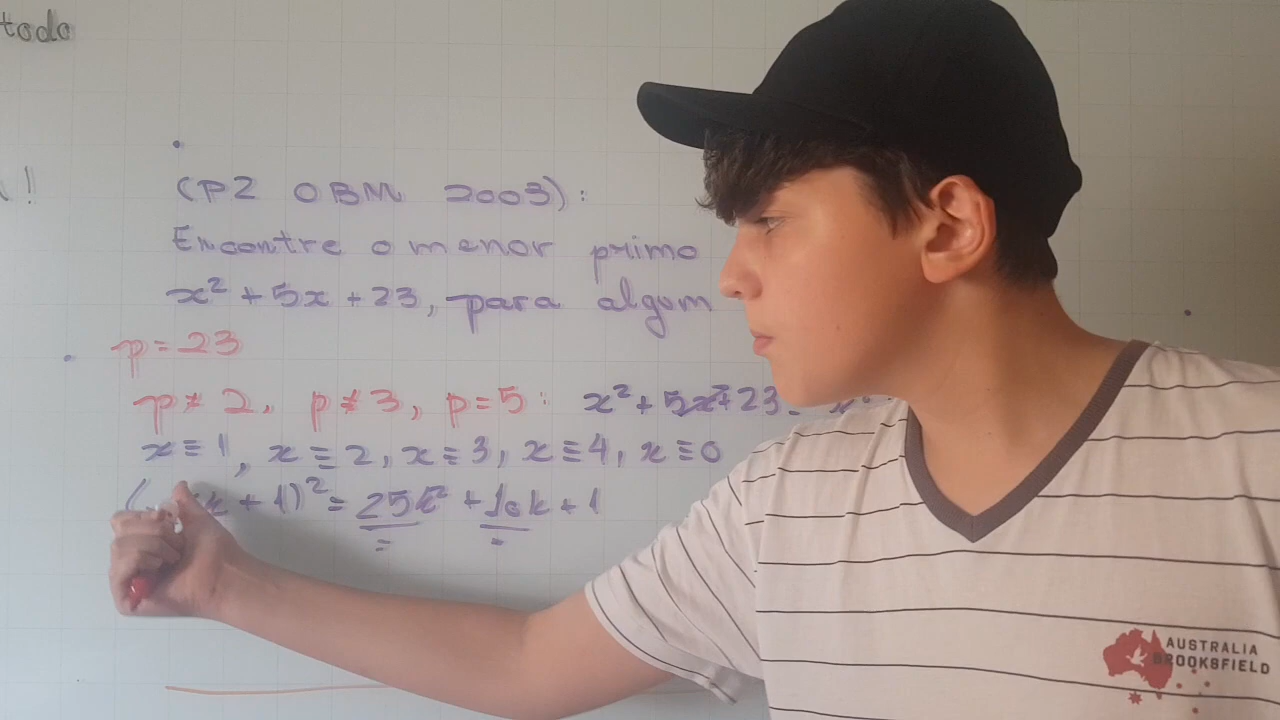 todo
!
(P2 OBM 2003):
Encontre o menor primo
x² + 5x + 23, para algum
p = 23
p ≠ 2, p ≠ 3, p = 5: x² + 5x + 23
x ≡ 1, x ≡ 2, x ≡ 3, x ≡ 4, x ≡ 0
k + 1)² = 25k² + 10k + 1
AUSTRALIA
BROOKSFIELD